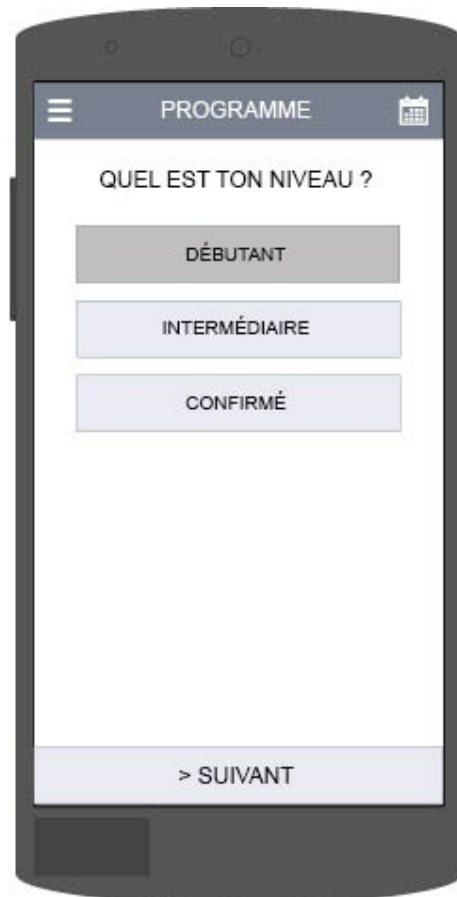 PROGRAMME
QUEL EST TON NIVEAU ?
DÉBUTANT
INTERMÉDIAIRE
CONFIRMÉ
> SUIVANT